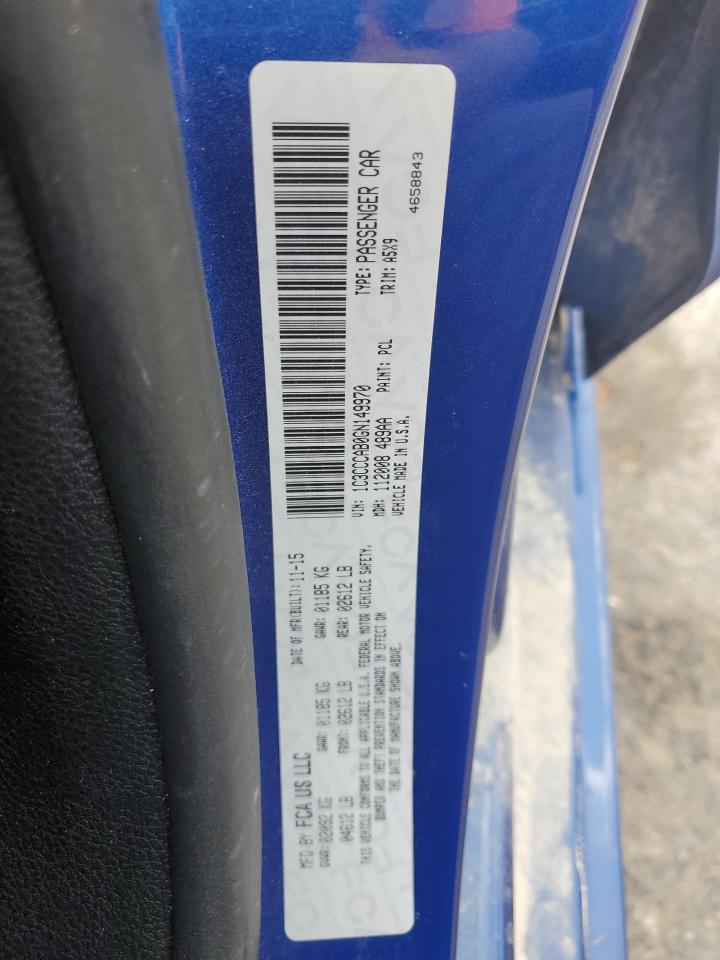 MFD BY FCA US LLC
DATE OF MFR(BUILT): 11-15
GVWR: 02092 KG
GAWR: 01185 KG
GAWR: 01185 KG
04612 LB
FRONT: 02612 LB
REAR: 02612 LB
THIS VEHICLE CONFORMS TO ALL APPLICABLE U.S.A. FEDERAL MOTOR VEHICLE SAFETY,
BUMPER AND THEFT PREVENTION STANDARDS IN EFFECT ON
THE DATE OF MANUFACTURE SHOWN ABOVE.
VIN: 1C3CCCAB0GN149970
TYPE: PASSENGER CAR
MDH: 112008 489AA
PAINT: PCL
TRIM: A5X9
VEHICLE MADE IN U.S.A.
4658843